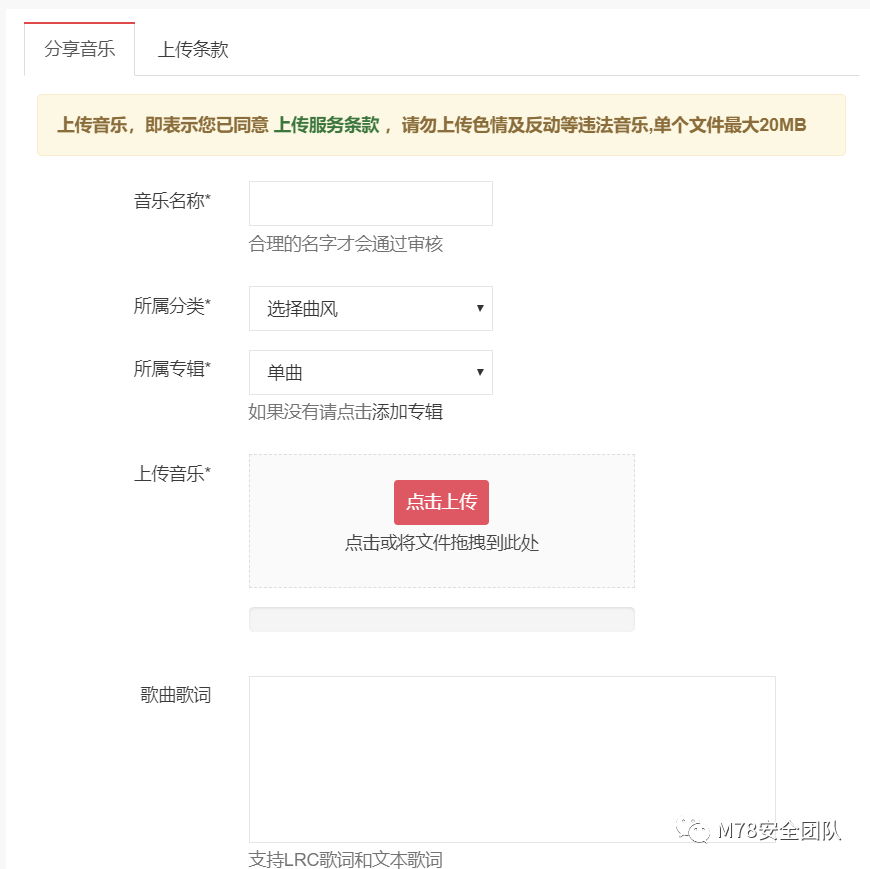 分享音乐 上传条款
上传音乐，即表示您已同意 上传服务条款 ，请勿上传色情及反动等违法音乐,单个文件最大20MB
音乐名称*
合理的名字才会通过审核
所属分类* 选择曲风
所属专辑* 单曲
如果没有请点击添加专辑
上传音乐*
点击上传
点击或将文件拖拽到此处
歌曲歌词
M78安全团队
支持LRC歌词和文本歌词